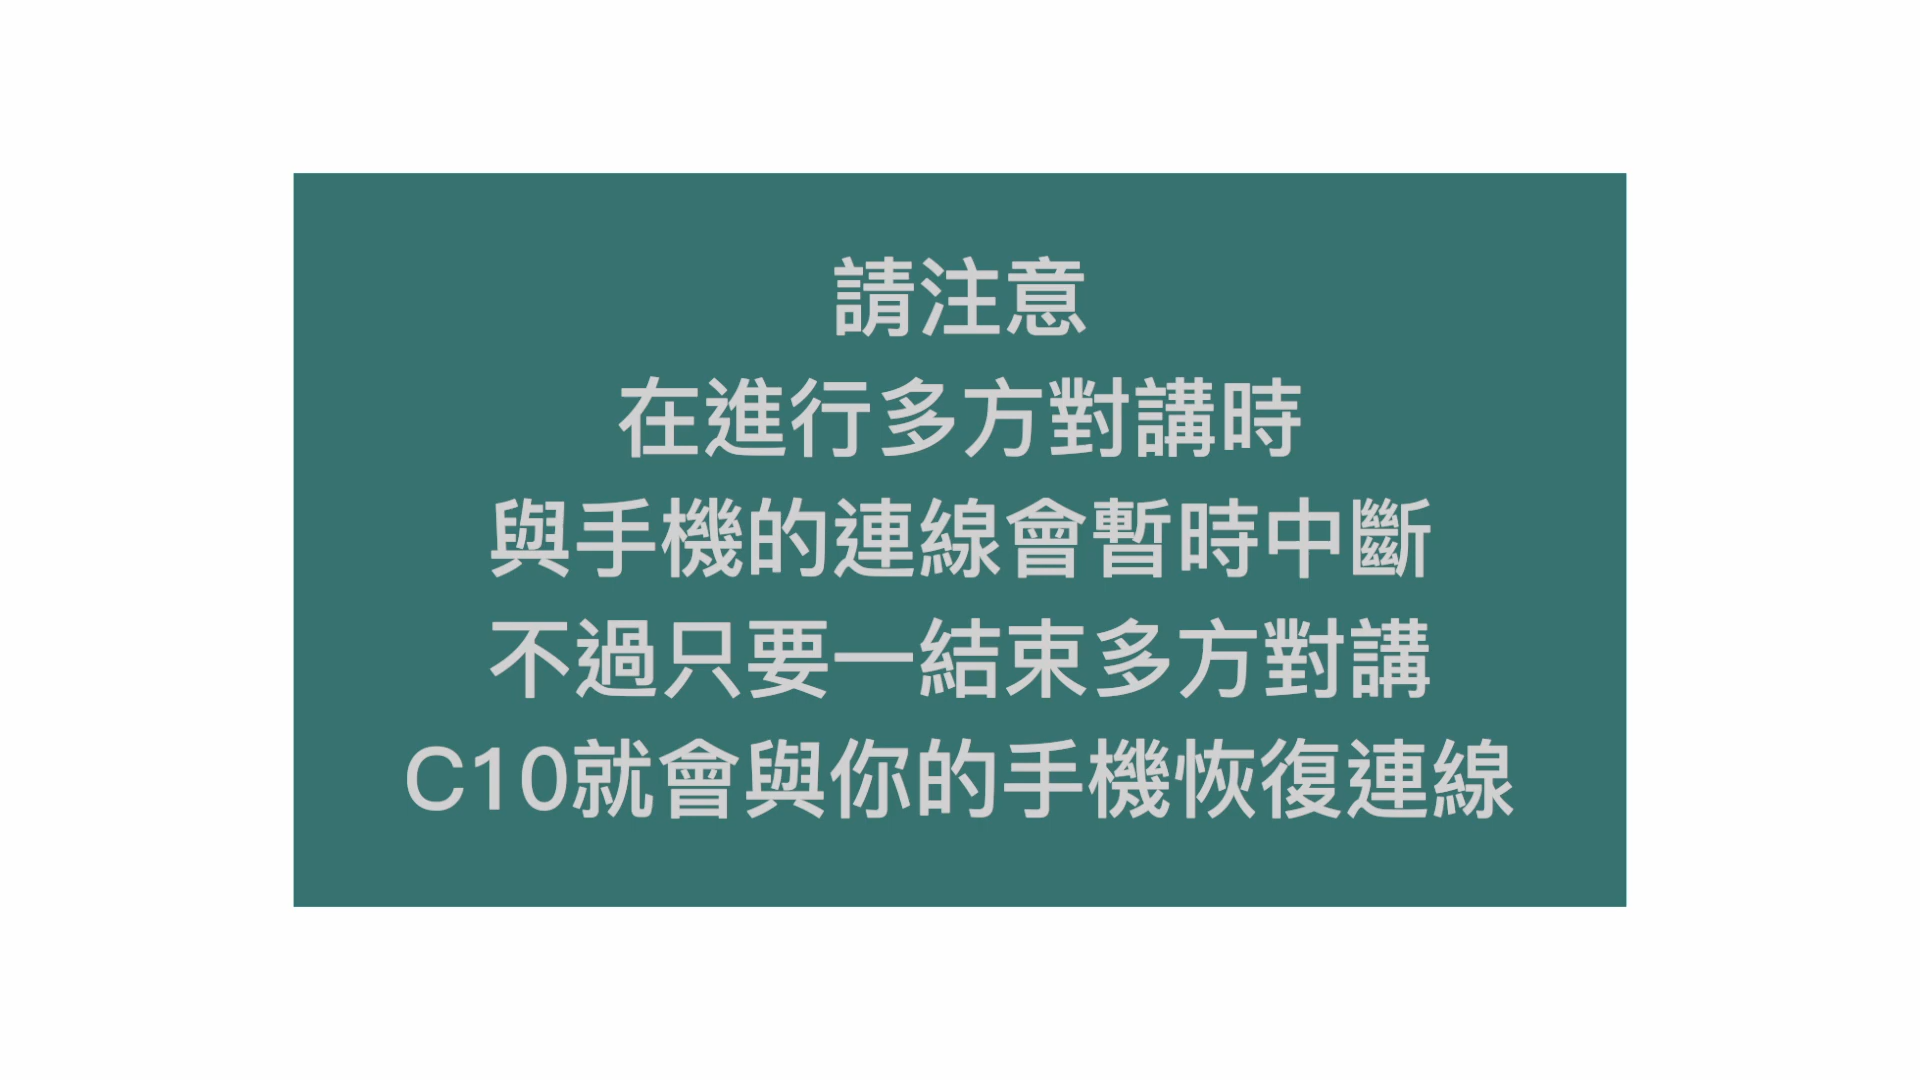 請注意
在進行多方對講時
與手機的連線會暫時中斷
不過只要一結束多方對講
C10就會與你的手機恢復連線